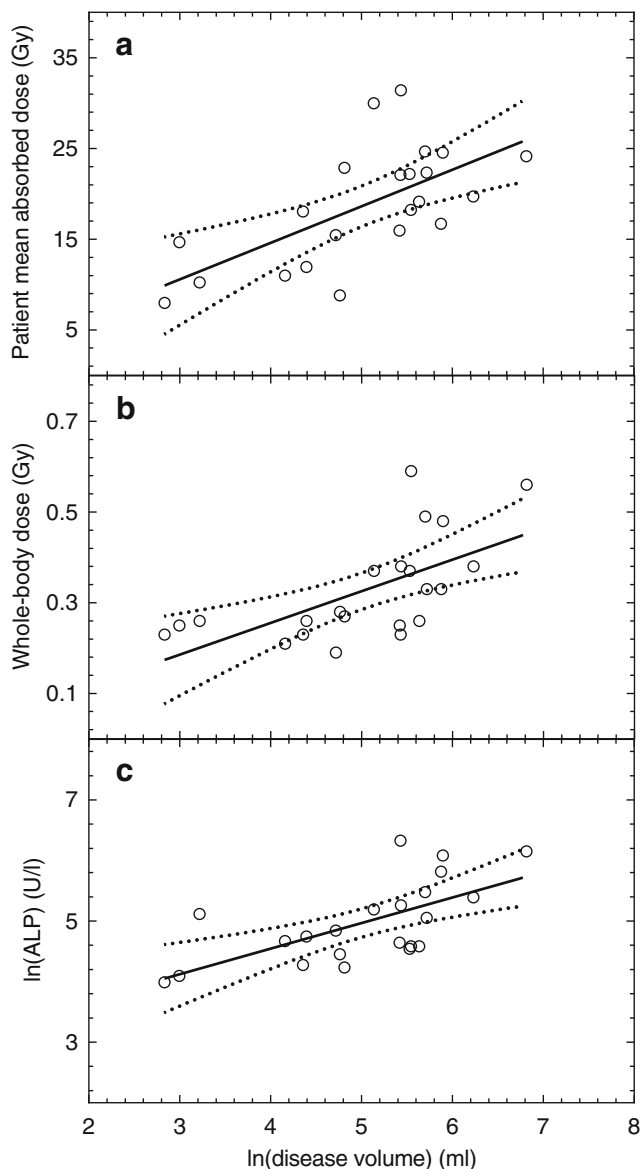 a
Patient mean absorbed dose (Gy)
35
25
15
5
b
Whole-body dose (Gy)
0.7
0.5
0.3
0.1
c
ln(ALP) (U/l)
7
5
3
2 3 4 5 6 7 8
ln(disease volume) (ml)